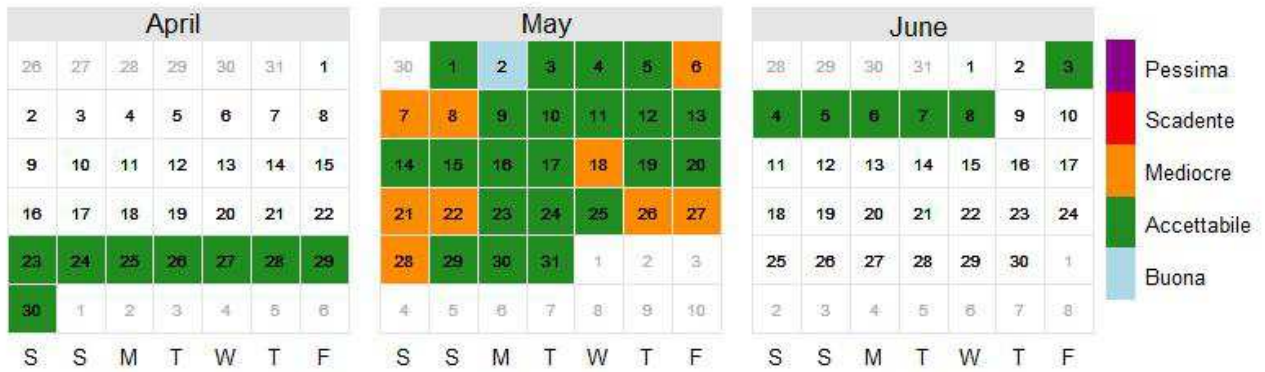 April
26 27 28 29 30 31 1
2 3 4 5 6 7 8
9 10 11 12 13 14 15
16 17 18 19 20 21 22
23 24 25 26 27 28 29
30 1 2 3 4 5 6
S S M T W T F
May
30 1 2 3 4 5 6
7 8 9 10 11 12 13
14 15 16 17 18 19 20
21 22 23 24 25 26 27
28 29 30 31 1 2 3
4 5 6 7 8 9 10
S S M T W T F
June
28 29 30 31 1 2 3
4 5 6 7 8 9 10
11 12 13 14 15 16 17
18 19 20 21 22 23 24
25 26 27 28 29 30 1
2 3 4 5 6 7 8
S S M T W T F
Pessima
Scadente
Mediocre
Accettabile
Buona